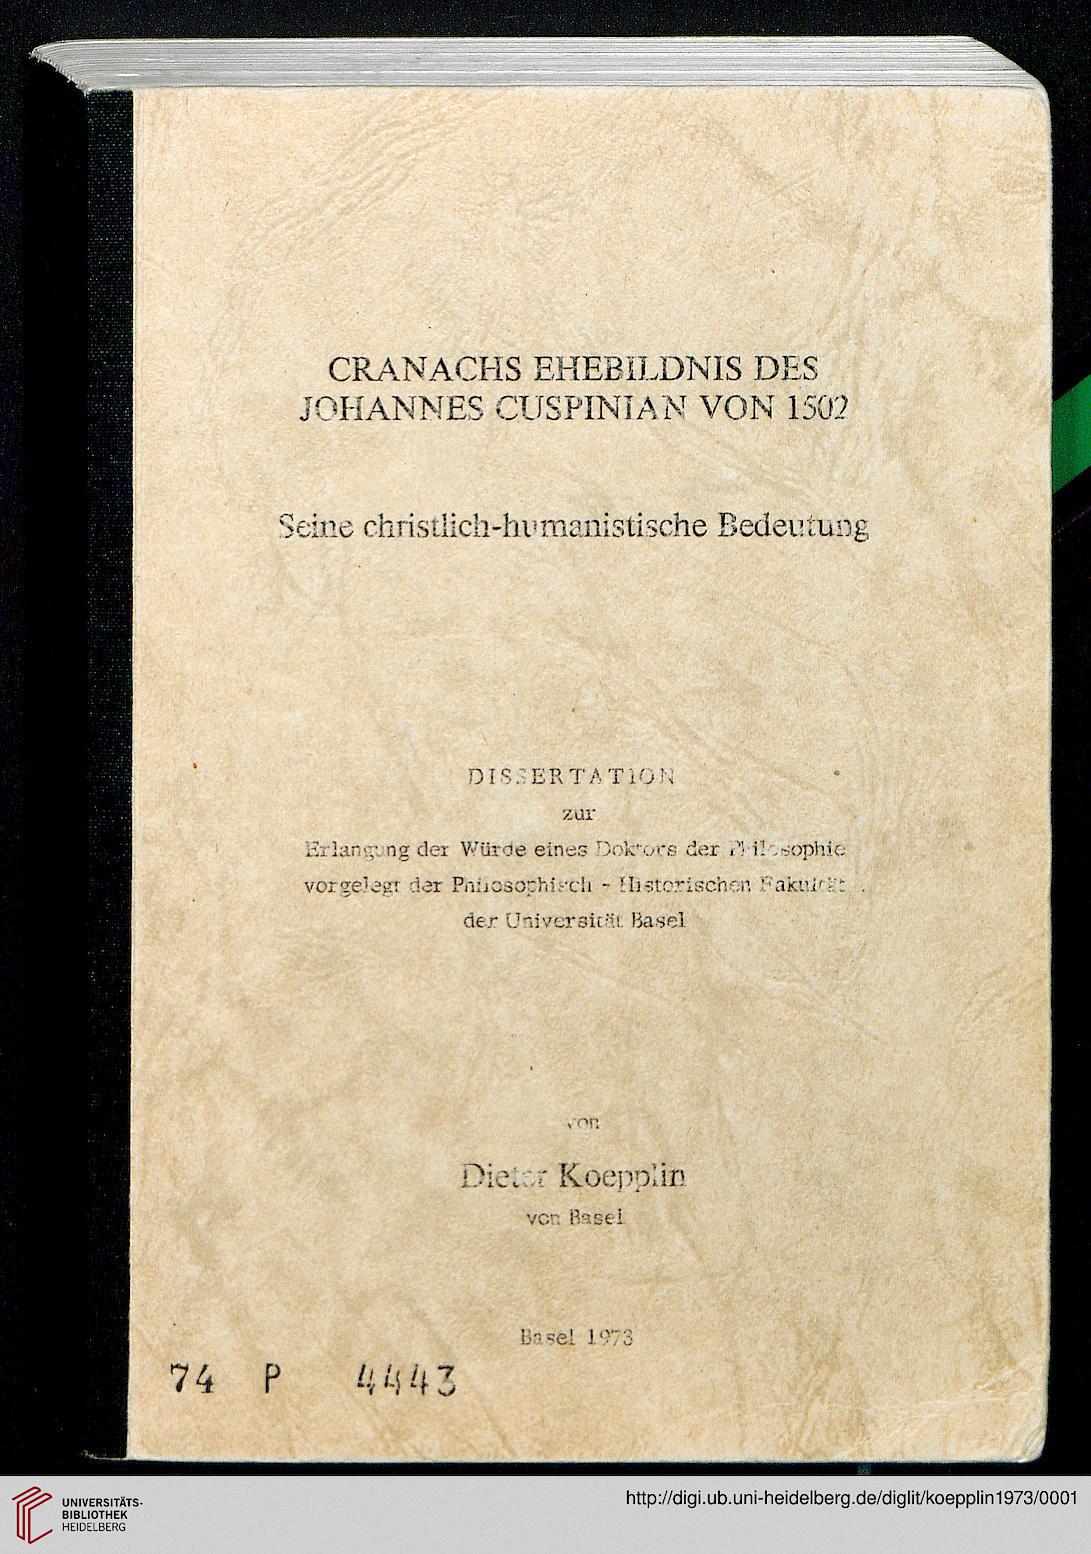 CRANACHS EHEBILDNIS DES
JOHANNES CUSPINIAN VON 1502
Seine christlich-humanistische Bedeutung
DISSERTATION
zur
Erlangung der Würde eines Doktors der Philosophie
vorgelegt der Philosophisch - Historischen Fakultät
der Universität Basel
von
Dieter Koepplin
von Basel
Basel 1973
74 P 4443
UNIVERSITÄTS-
BIBLIOTHEK
HEIDELBERG
http://digi.ub.uni-heidelberg.de/diglit/koepplin1973/0001